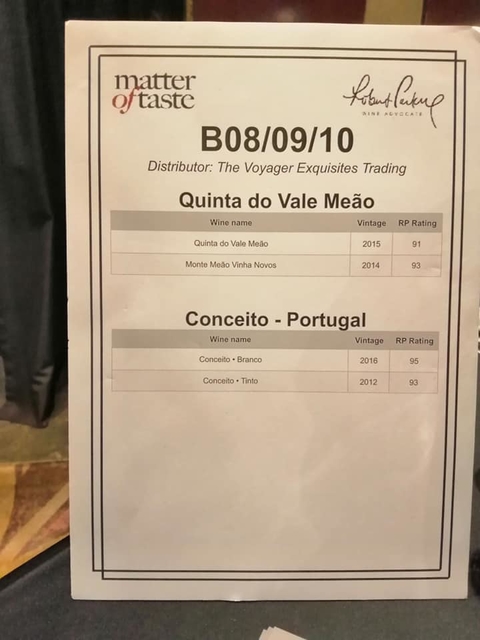 matter
of taste
Robert Parker
WINE ADVOCATE
B08/09/10
Distributor: The Voyager Exquisites Trading
Quinta do Vale Meão
Wine name Vintage RP Rating
Quinta do Vale Meão 2015 91
Monte Meão Vinha Novos 2014 93
Conceito - Portugal
Wine name Vintage RP Rating
Conceito • Branco 2016 95
Conceito • Tinto 2012 93